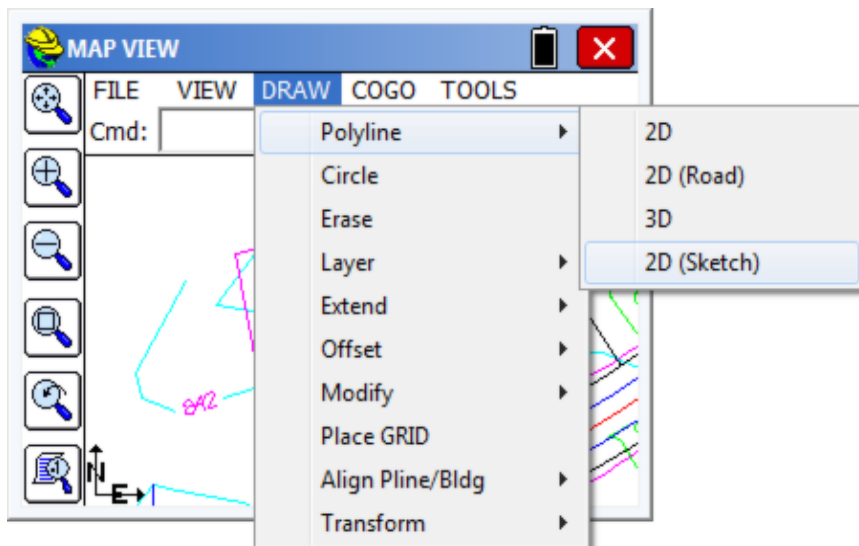 MAP VIEW
FILE VIEW DRAW COGO TOOLS
Cmd:
Polyline
2D
Circle
2D (Road)
Erase
3D
Layer
2D (Sketch)
Extend
Offset
Modify
842
Place GRID
Align Pline/Bldg
N
E
Transform